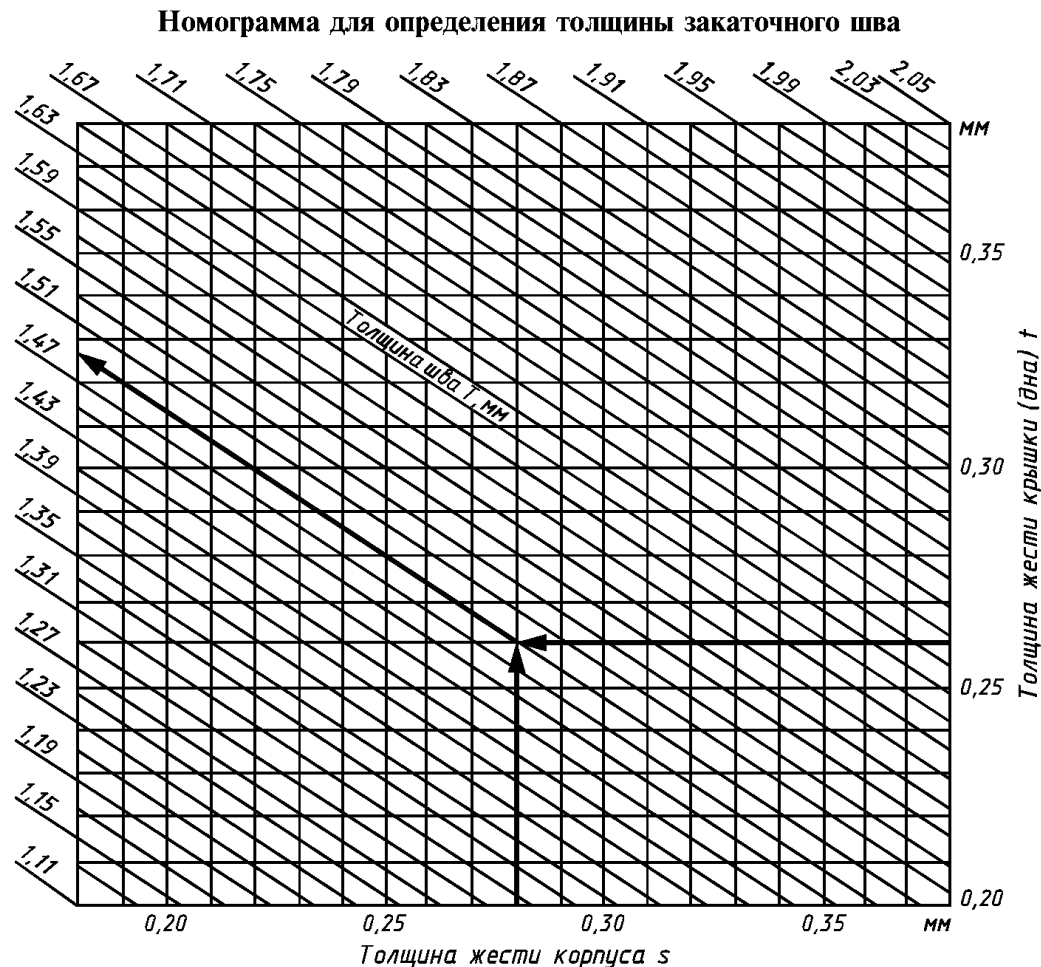 Номограмма для определения толщины закаточного шва
1,67 1,71 1,75 1,79 1,83 1,87 1,91 1,95 1,99 2,03 2,05
1,63
мм
1,59
1,55
0,35
1,51
1,47
Толщина шва T, мм
1,43
1,39
0,30
1,35
1,31
1,27
1,23
0,25
1,19
1,15
1,11
0,20
Толщина жести крышки (дна) t
0,20 0,25 0,30 0,35 мм
Толщина жести корпуса s